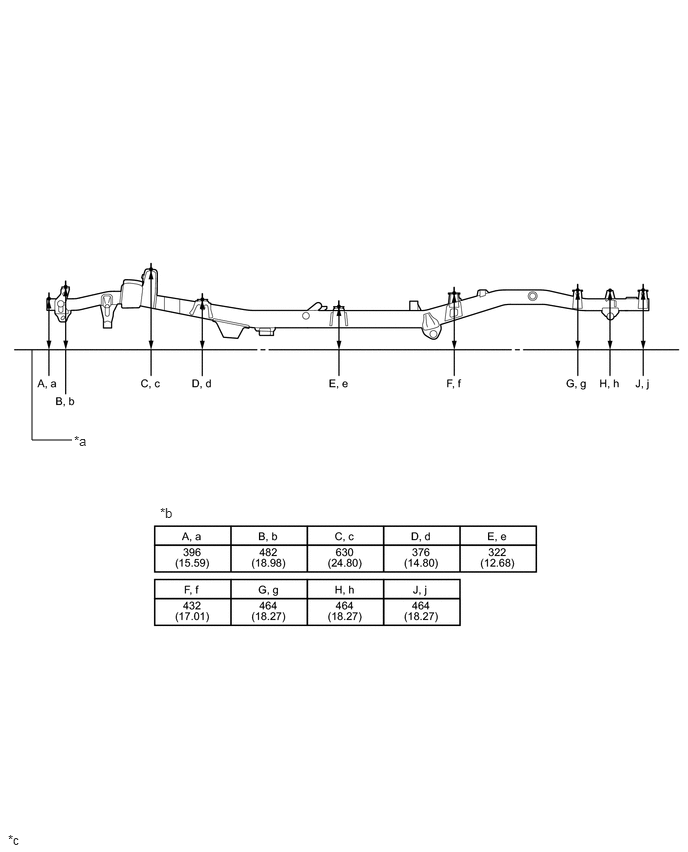 A, a
B, b
C, c
D, d
E, e
F, f
G, g
H, h
J, j
*a
*b
A, a B, b C, c D, d E, e
396 482 630 376 322
(15.59) (18.98) (24.80) (14.80) (12.68)
F, f G, g H, h J, j
432 464 464 464
(17.01) (18.27) (18.27) (18.27)
*c